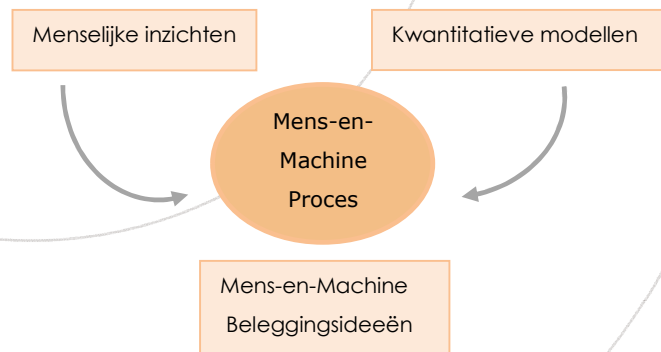 Menselijke inzichten
Kwantitatieve modellen
Mens-en-
Machine
Proces
Mens-en-Machine
Beleggingsideeën